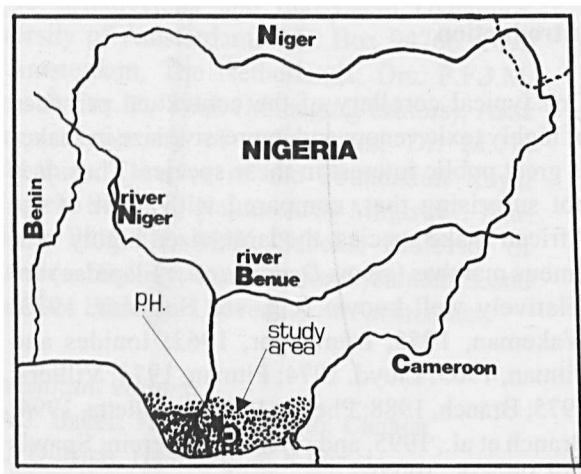 Niger
NIGERIA
river
Niger
Benin
river
Benue
P.H.
study
area
Cameroon